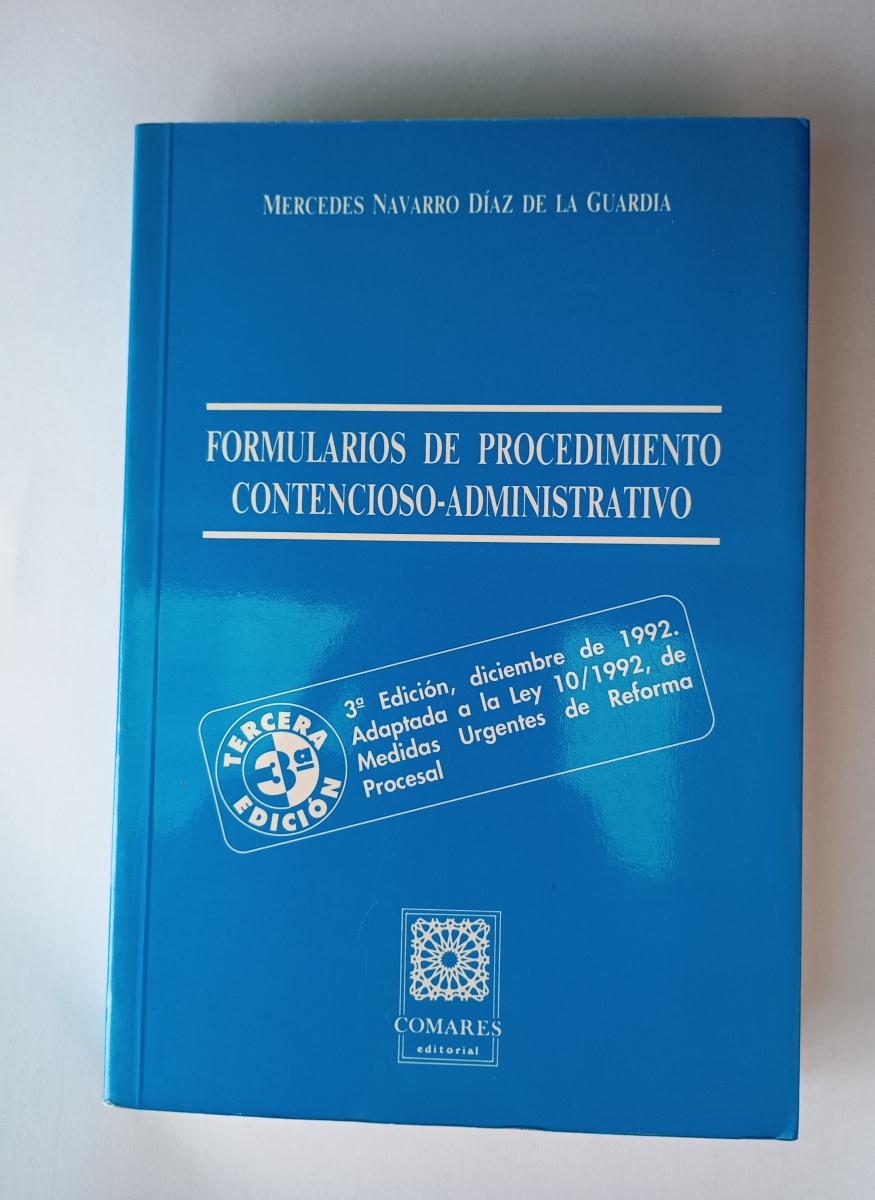 MERCEDES NAVARRO DÍAZ DE LA GUARDIA
FORMULARIOS DE PROCEDIMIENTO
CONTENCIOSO-ADMINISTRATIVO
TERCERA
3ª
EDICIÓN
3ª Edición, diciembre de 1992.
Adaptada a la Ley 10/1992, de
Medidas Urgentes de Reforma
Procesal
COMARES
editorial